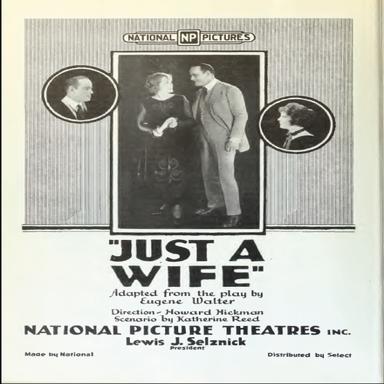 NATIONAL NP PICTURES
"JUST A
WIFE"
Adapted from the play by
Eugene Walter
Direction - Howard Hickman
Scenario by Katherine Reed
NATIONAL PICTURE THEATRES INC.
Lewis J. Selznick
President
Made by National
Distributed by Select